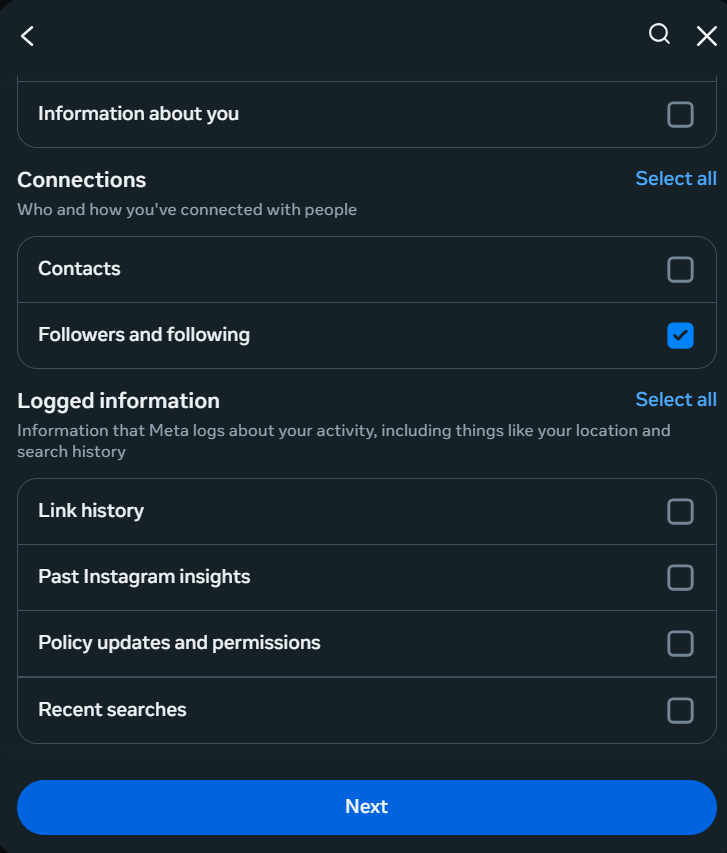 Information about you
Connections
Select all
Who and how you've connected with people
Contacts
Followers and following
Logged information
Select all
Information that Meta logs about your activity, including things like your location and
search history
Link history
Past Instagram insights
Policy updates and permissions
Recent searches
Next